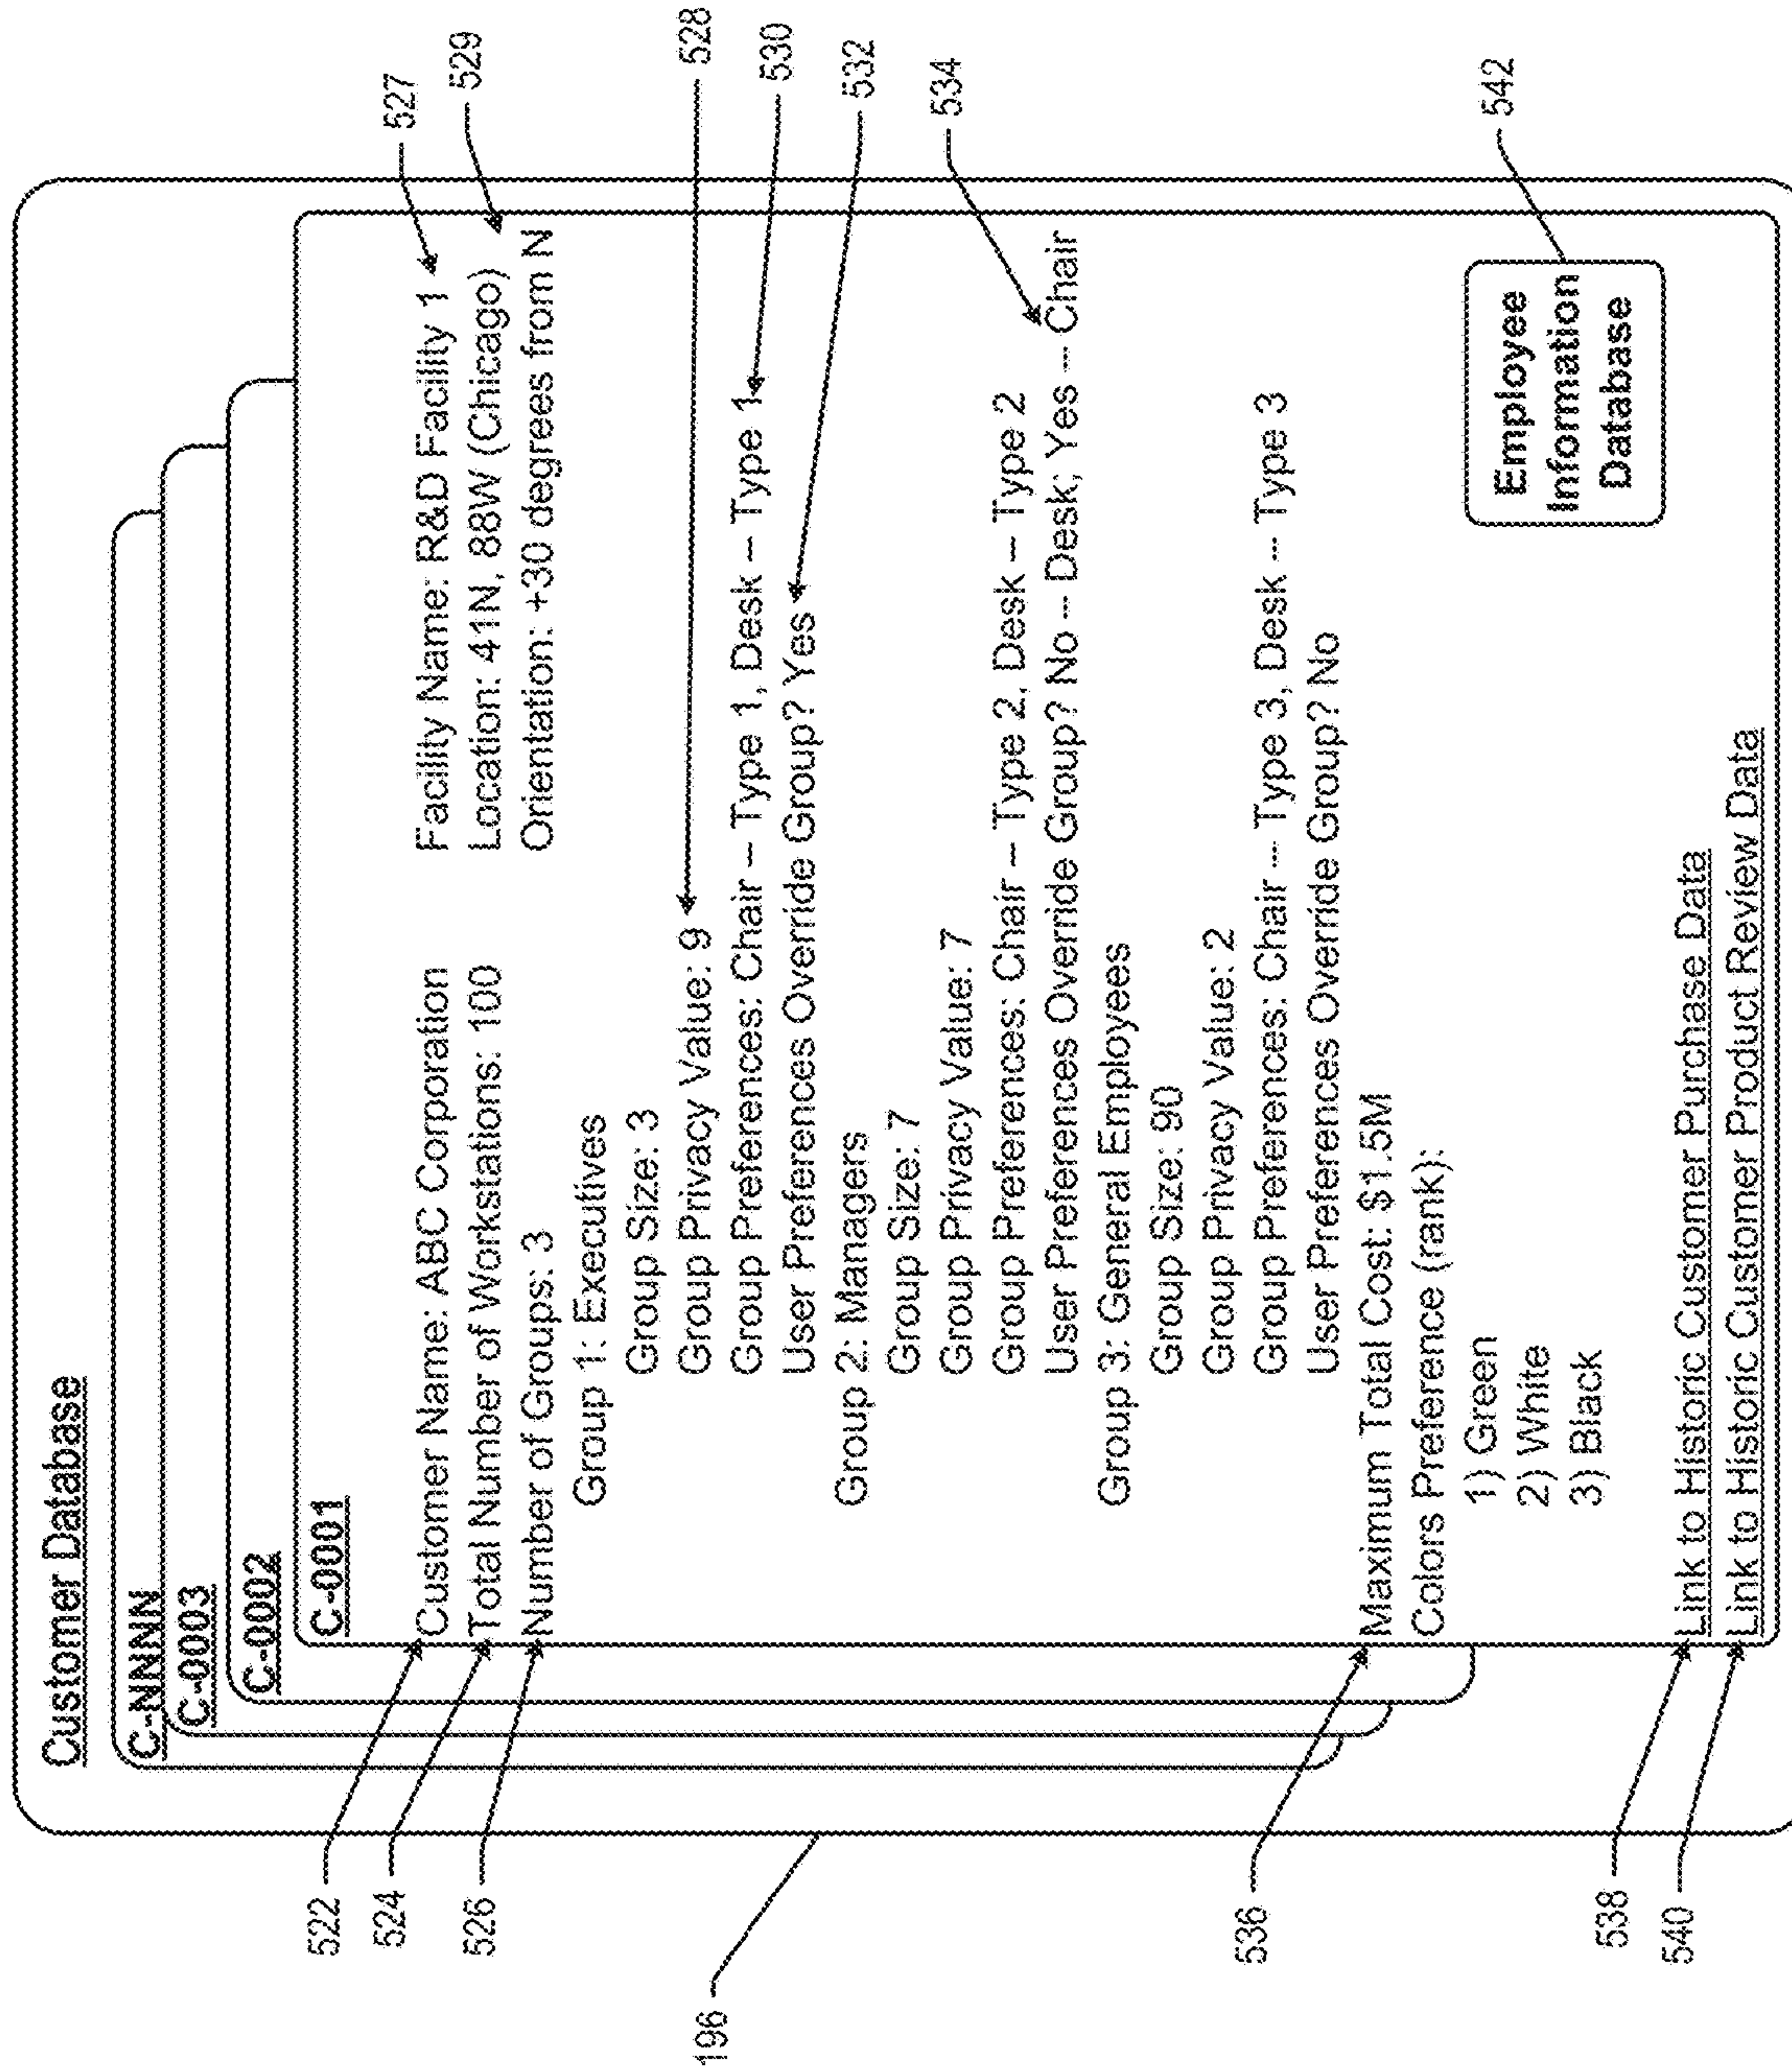 Customer Database
C-NNNN
C-0003
C-0002
C-0001
Customer Name: ABC Corporation
Total Number of Workstations: 100
Number of Groups: 3
Facility Name: R&D Facility 1
Location: 41N, 88W (Chicago)
Orientation: +30 degrees from N
Group 1: Executives
Group Size: 3
Group Privacy Value: 9
Group Preferences: Chair – Type 1, Desk – Type 1
User Preferences Override Group? Yes
Group 2: Managers
Group Size: 7
Group Privacy Value: 7
Group Preferences: Chair – Type 2, Desk – Type 2
User Preferences Override Group? No -- Desk; Yes -- Chair
Group 3: General Employees
Group Size: 90
Group Privacy Value: 2
Group Preferences: Chair -- Type 3, Desk -- Type 3
User Preferences Override Group? No
Maximum Total Cost: $1.5M
Colors Preference (rank):
1) Green
2) White
3) Black
Link to Historic Customer Purchase Data
Link to Historic Customer Product Review Data
Employee
Information
Database
522
524
526
196
536
538
540
527
529
528
530
532
534
542